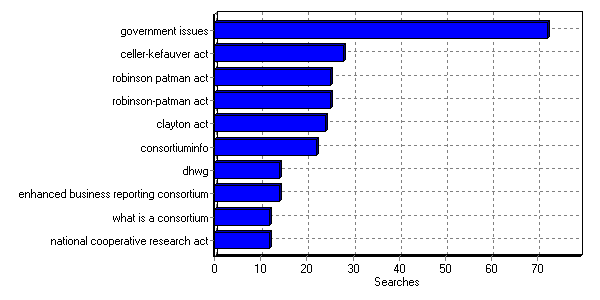 government issues
celler-kefauver act
robinson patman act
robinson-patman act
clayton act
consortiuminfo
dhwg
enhanced business reporting consortium
what is a consortium
national cooperative research act
0 10 20 30 40 50 60 70
Searches